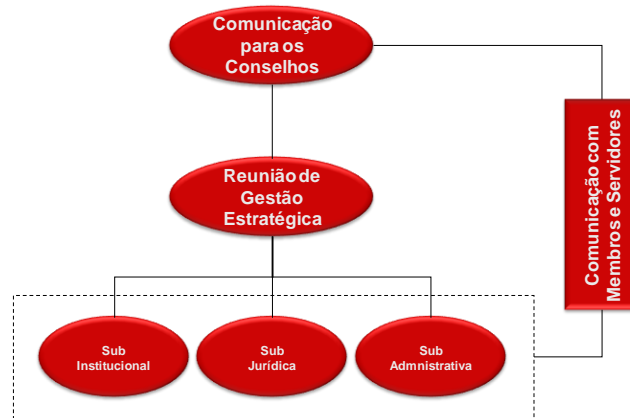 Comunicação
para os
Conselhos
Reunião de
Gestão
Estratégica
Comunicação com
Membros e Servidores
Sub
Institucional
Sub
Jurídica
Sub
Admnistrativa